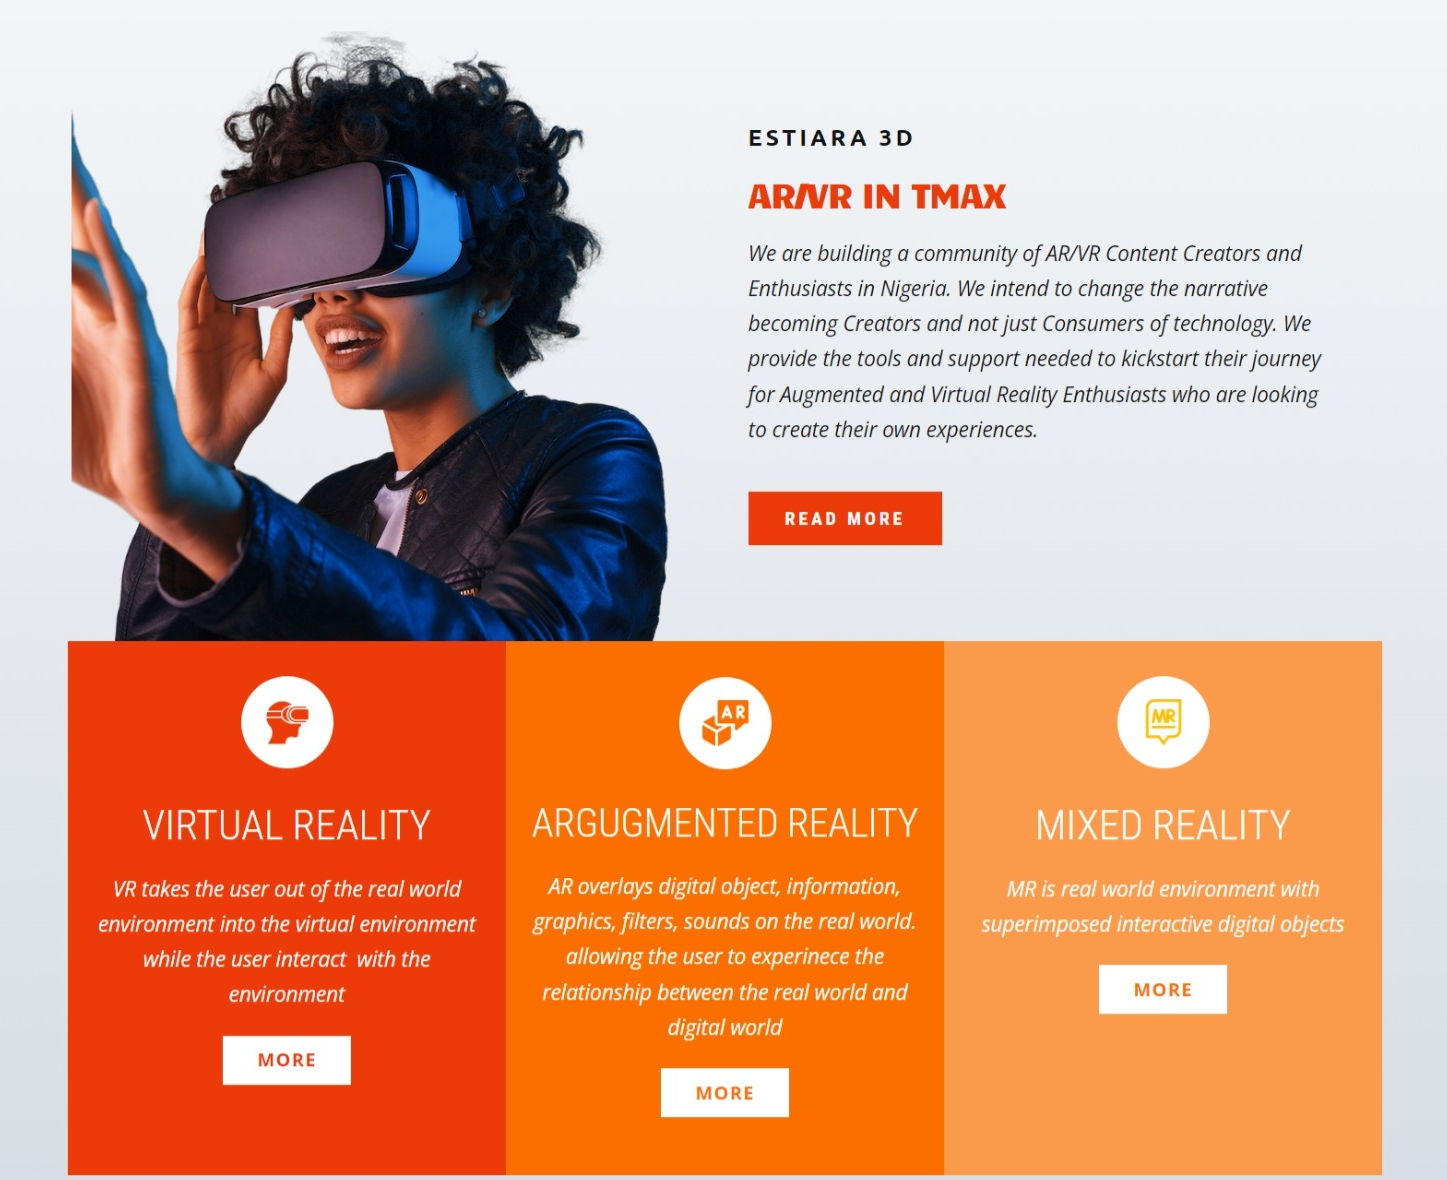 ESTIARA 3D
AR/VR IN TMAX
We are building a community of AR/VR Content Creators and
Enthusiasts in Nigeria. We intend to change the narrative
becoming Creators and not just Consumers of technology. We
provide the tools and support needed to kickstart their journey
for Augmented and Virtual Reality Enthusiasts who are looking
to create their own experiences.
READ MORE
VIRTUAL REALITY
VR takes the user out of the real world
environment into the virtual environment
while the user interact  with the
environment
MORE
AR
ARGUGMENTED REALITY
AR overlays digital object, information,
graphics, filters, sounds on the real world.
allowing the user to experinece the
relationship between the real world and
digital world
MORE
MR
MIXED REALITY
MR is real world environment with
superimposed interactive digital objects
MORE